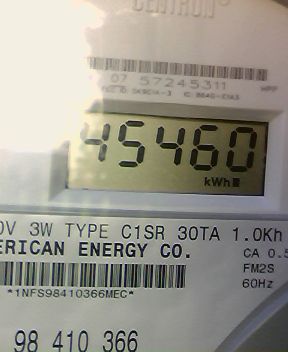 CENTRON®
07 57245311
45460
kWh
0V 3W TYPE C1SR 30TA 1.0Kh
ERICAN ENERGY CO.
CA 0.5
FM2S
60Hz
*1NFS98410366MEC*
98 410 366